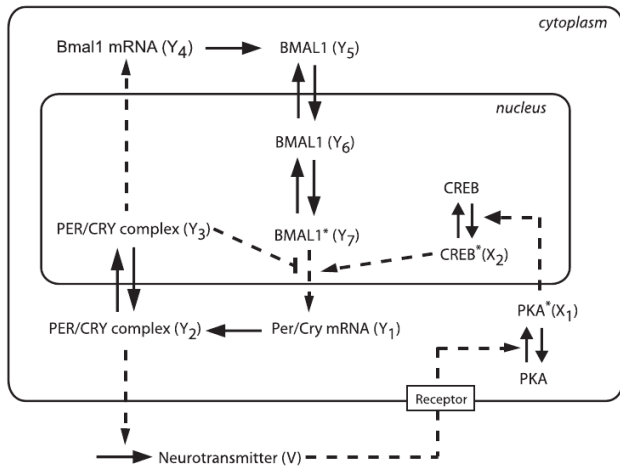 cytoplasm
Bmal1 mRNA (Y4)
BMAL1 (Y5)
nucleus
BMAL1 (Y6)
CREB
PER/CRY complex (Y3)
BMAL1* (Y7)
CREB*(X2)
PKA*(X1)
PER/CRY complex (Y2)
Per/Cry mRNA (Y1)
PKA
Receptor
Neurotransmitter (V)